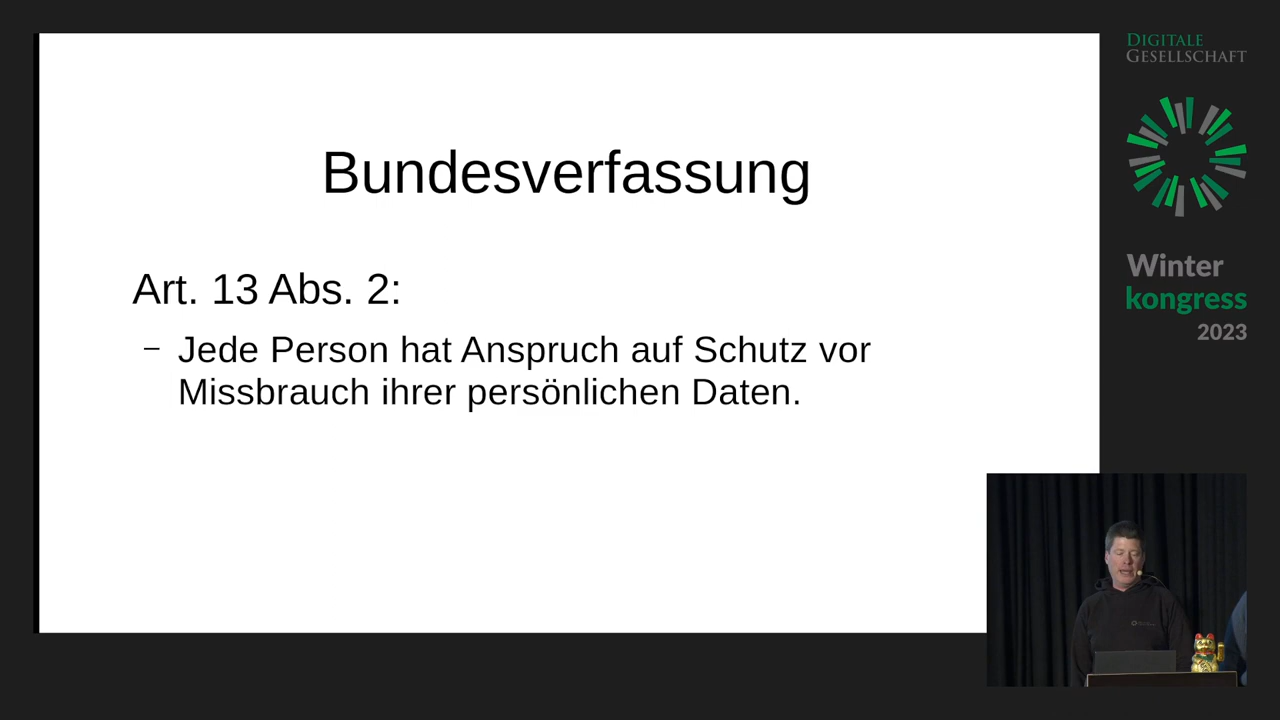 Bundesverfassung
Art. 13 Abs. 2:
– Jede Person hat Anspruch auf Schutz vor
Missbrauch ihrer persönlichen Daten.
DIGITALE
GESELLSCHAFT
Winter
kongress
2023